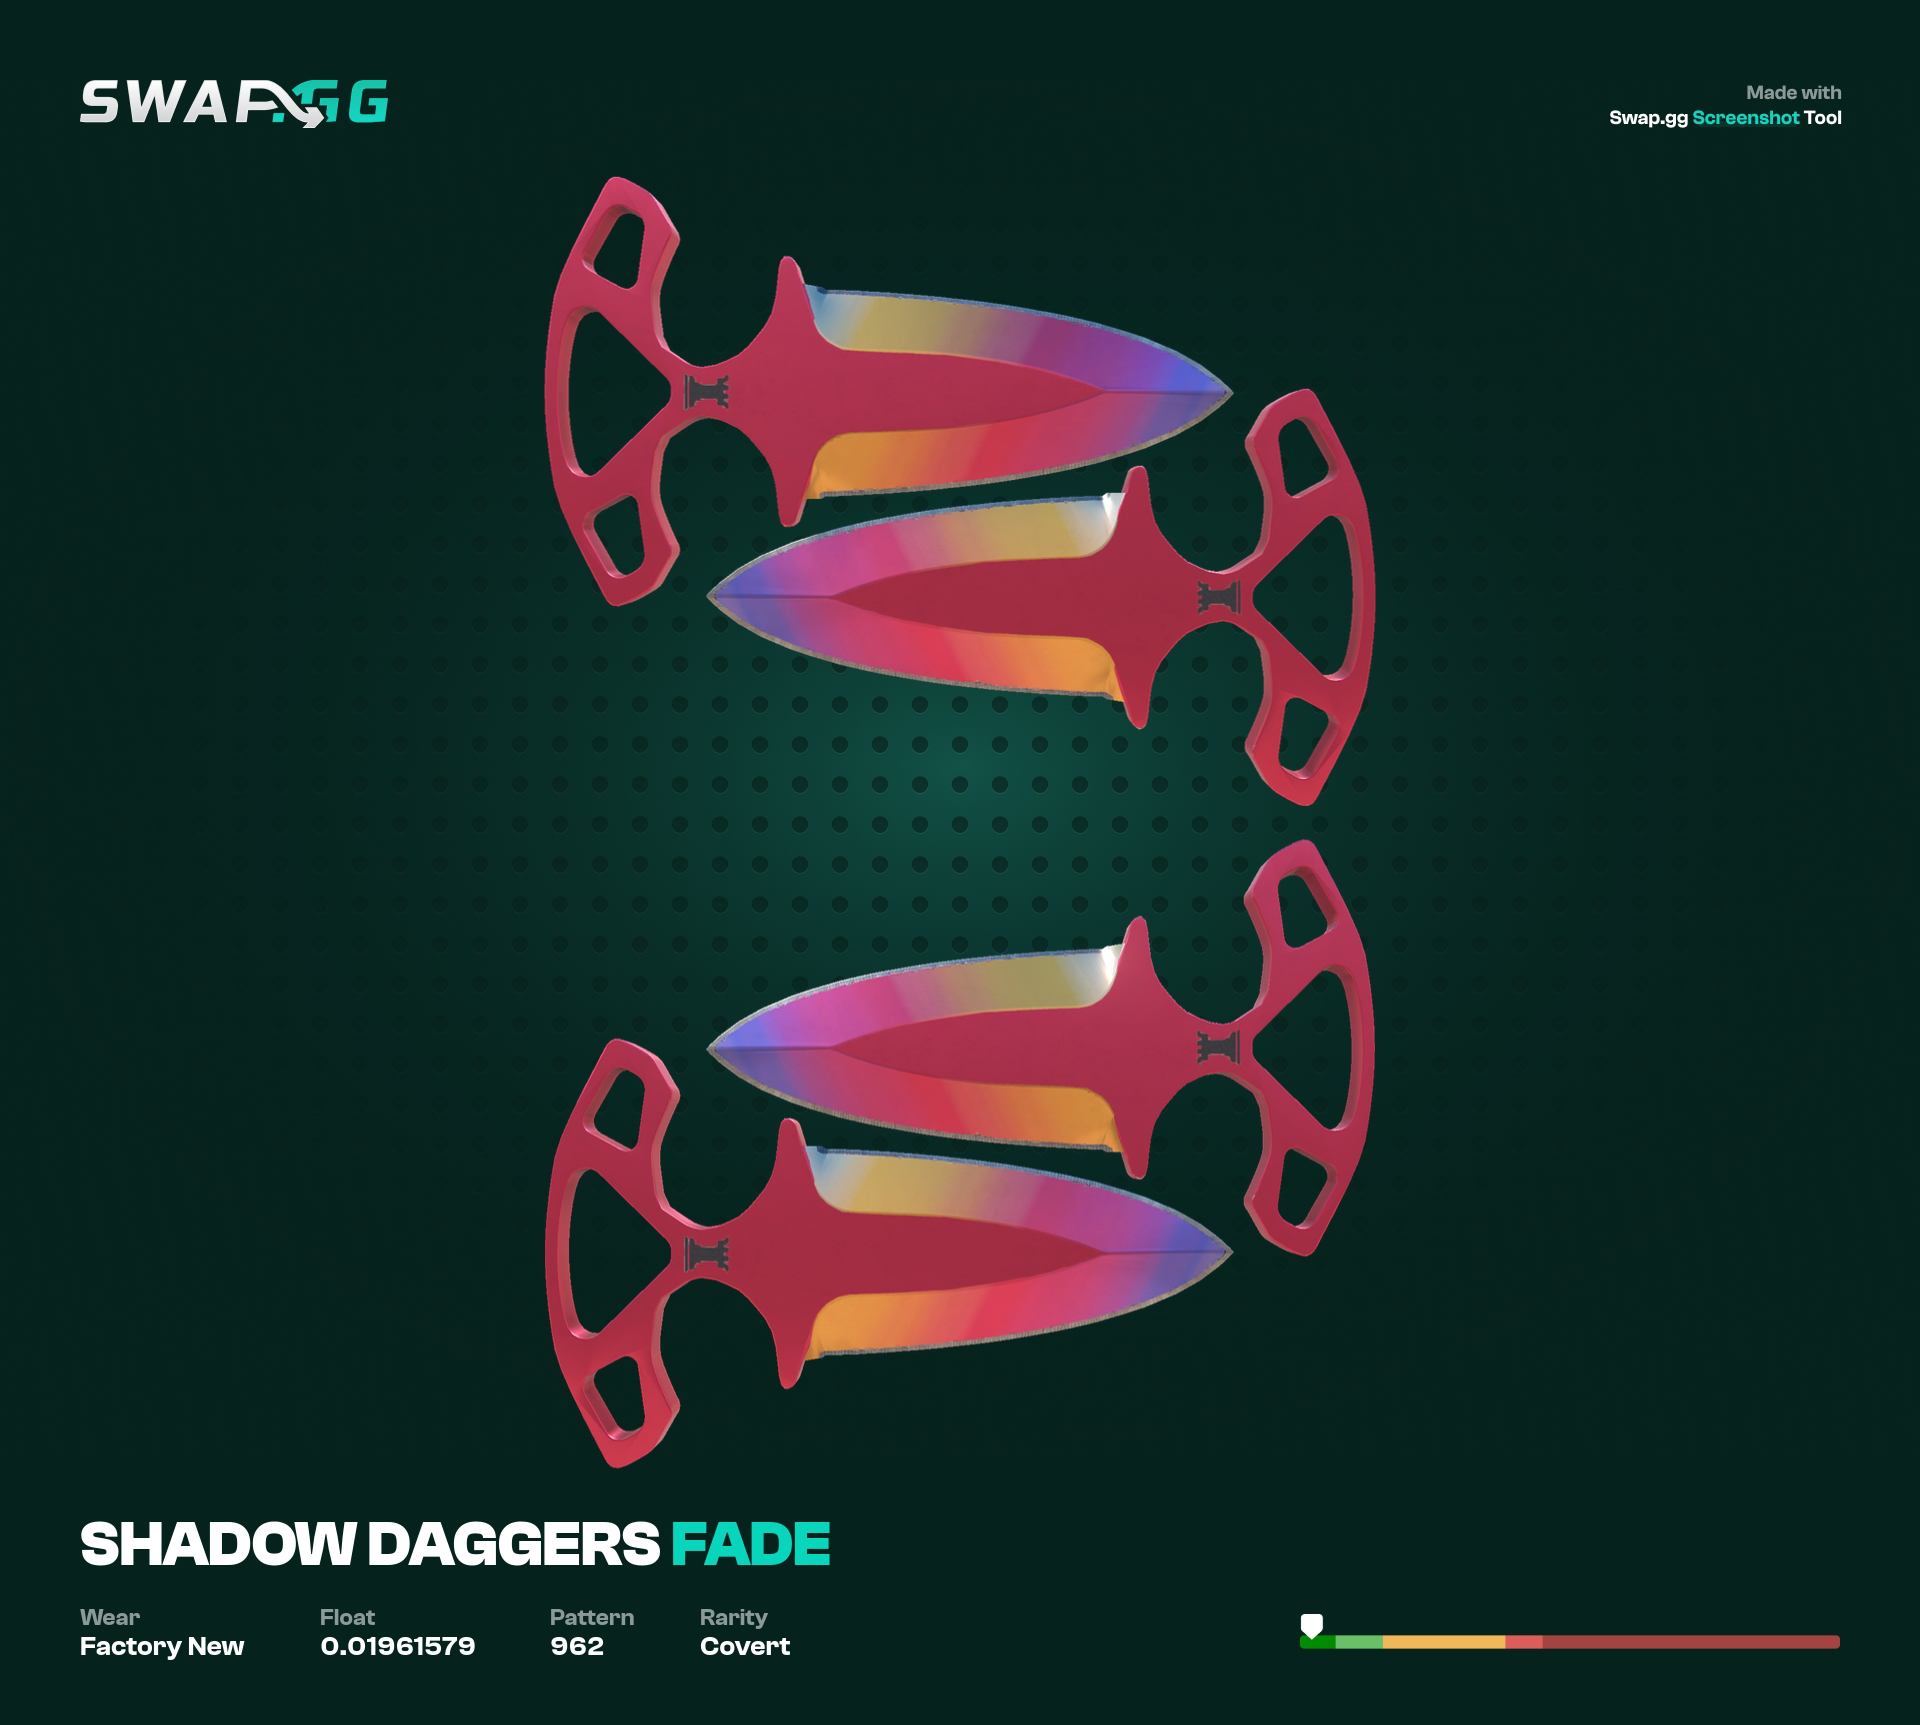 SWAP.GG
Made with
Swap.gg Screenshot Tool
SHADOW DAGGERS FADE
Wear
Factory New
Float
0.01961579
Pattern
962
Rarity
Covert